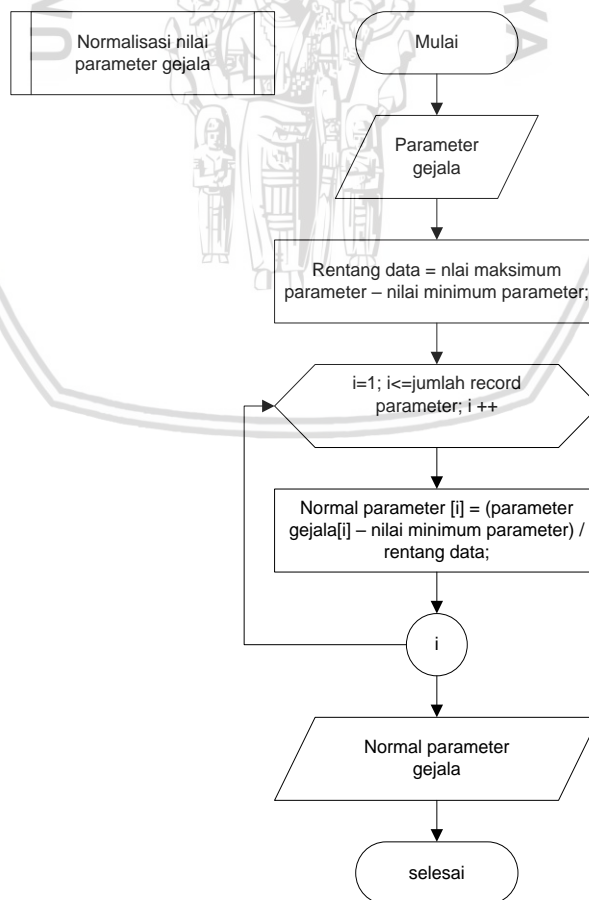 Normalisasi nilai
parameter gejala
Mulai
Parameter
gejala
Rentang data = nlai maksimum
parameter – nilai minimum parameter;
i=1; i<=jumlah record
parameter; i ++
Normal parameter [i] = (parameter
gejala[i] – nilai minimum parameter) /
rentang data;
i
Normal parameter
gejala
selesai